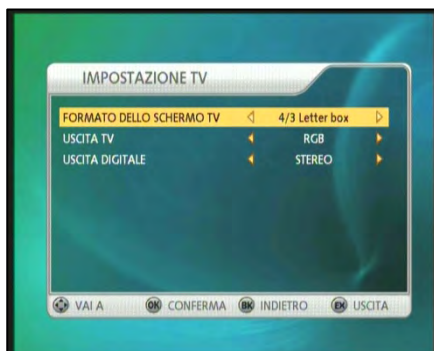 IMPOSTAZIONE TV
FORMATO DELLO SCHERMO TV 4/3 Letter box
USCITA TV RGB
USCITA DIGITALE STEREO
VAI A OK CONFERMA BK INDIETRO EX USCITA